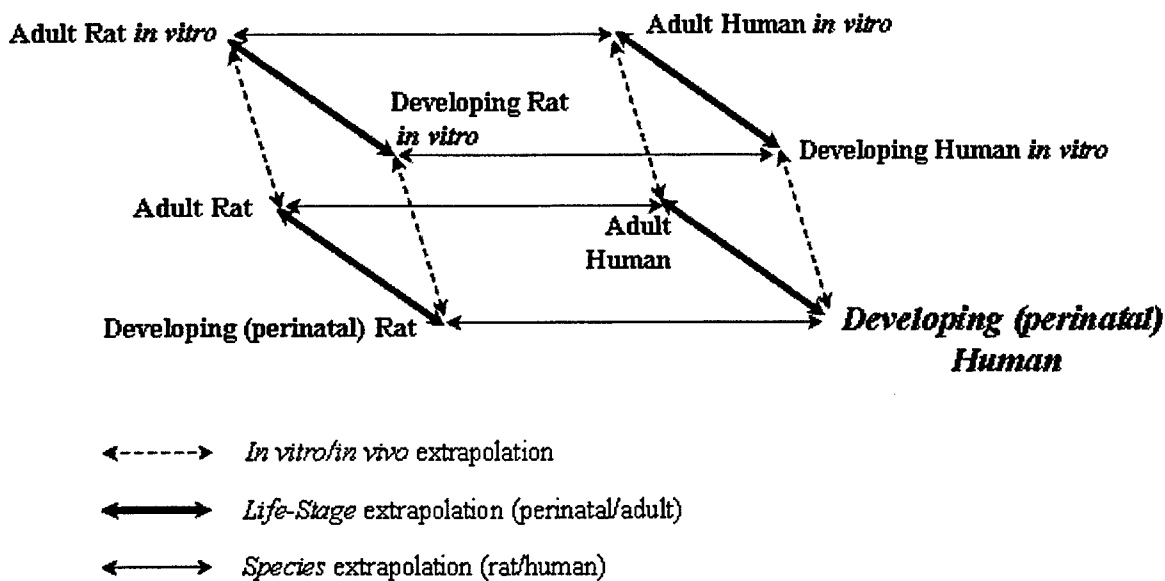 Adult Rat in vitro
Adult Human in vitro
Developing Rat
in vitro
Developing Human in vitro
Adult Rat
Adult
Human
Developing (perinatal) Rat
Developing (perinatal)
Human
In vitro/in vivo extrapolation
Life-Stage extrapolation (perinatal/adult)
Species extrapolation (rat/human)